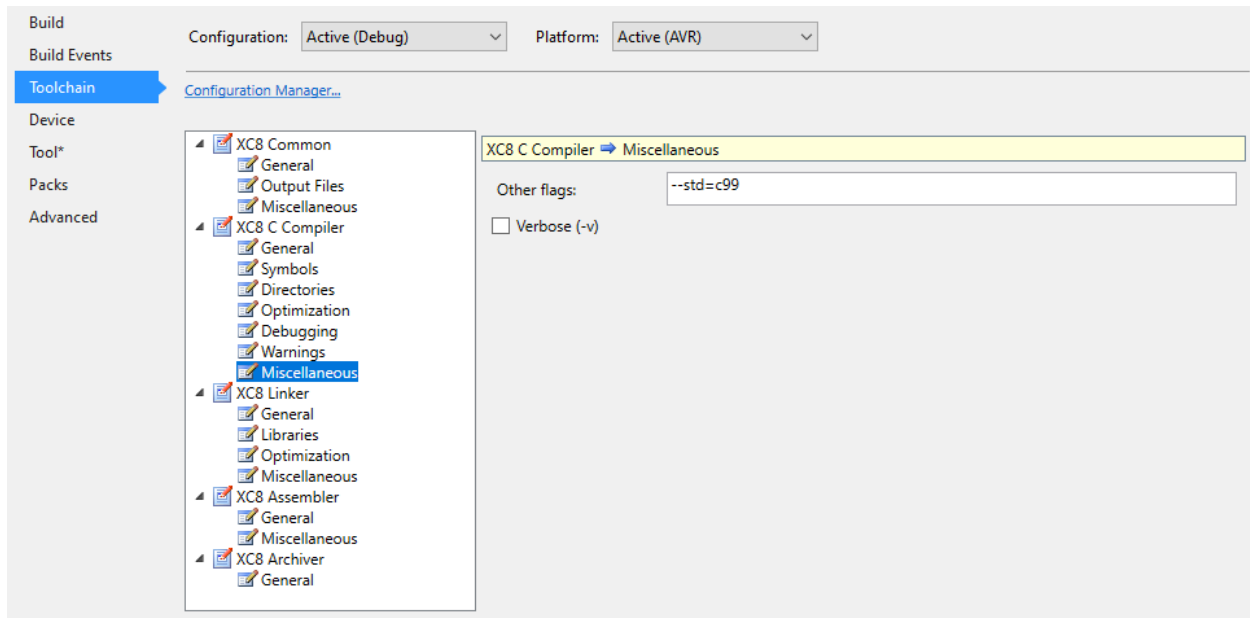 Build
Build Events
Toolchain
Device
Tool*
Packs
Advanced
Configuration: Active (Debug) Platform: Active (AVR)
Configuration Manager...
XC8 Common
General
Output Files
Miscellaneous
XC8 C Compiler
General
Symbols
Directories
Optimization
Debugging
Warnings
Miscellaneous
XC8 Linker
General
Libraries
Optimization
Miscellaneous
XC8 Assembler
General
Miscellaneous
XC8 Archiver
General
XC8 C Compiler ➡ Miscellaneous
Other flags: --std=c99
Verbose (-v)